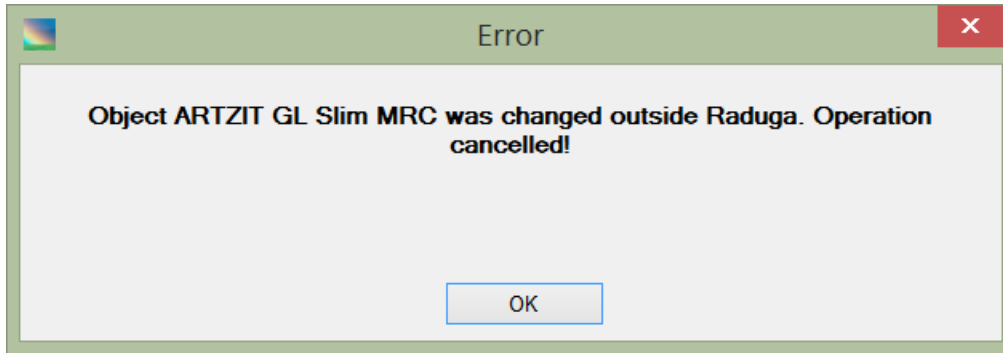 Error
Object ARTZIT GL Slim MRC was changed outside Raduga. Operation
cancelled!
OK